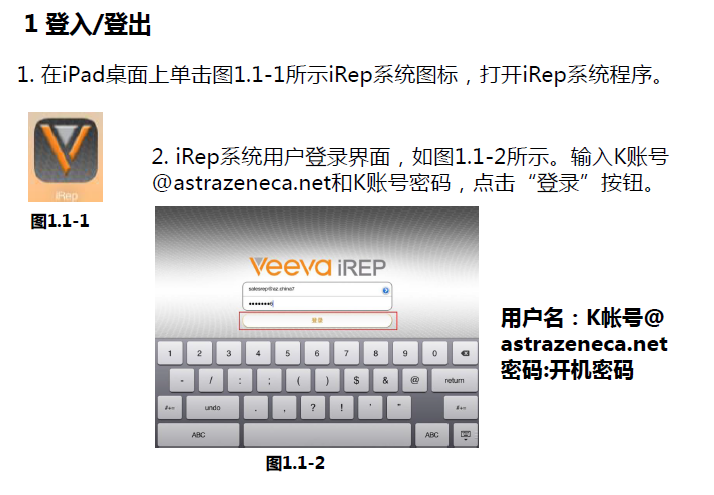 1 登入/登出
1. 在iPad桌面上单击图1.1-1所示iRep系统图标，打开iRep系统程序。
iRep
图1.1-1
2. iRep系统用户登录界面，如图1.1-2所示。输入K账号
@astrazeneca.net和K账号密码，点击“登录”按钮。
Veeva iREP
salesrep@az.china7
•••••••6
登录
1 2 3 4 5 6 7 8 9 0
- / : ; ( ) $ & @ return
#+= undo . , ? ! ' " #+=
ABC ABC
图1.1-2
用户名：K帐号@
astrazeneca.net
密码:开机密码